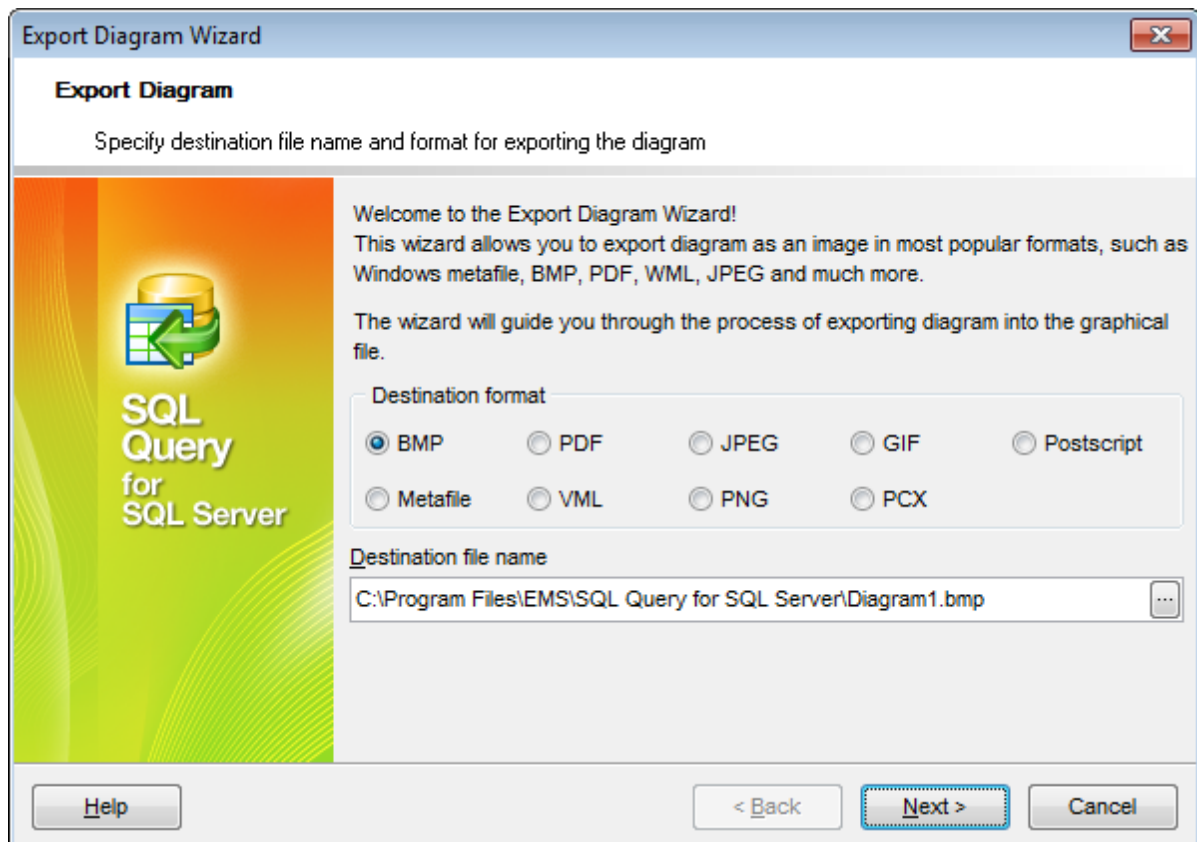 Export Diagram Wizard
Export Diagram
Specify destination file name and format for exporting the diagram
Welcome to the Export Diagram Wizard!
This wizard allows you to export diagram as an image in most popular formats, such as
Windows metafile, BMP, PDF, WML, JPEG and much more.
The wizard will guide you through the process of exporting diagram into the graphical
file.
SQL
Query
for
SQL Server
Destination format
BMP PDF JPEG GIF Postscript
Metafile VML PNG PCX
Destination file name
C:\Program Files\EMS\SQL Query for SQL Server\Diagram1.bmp ...
Help < Back Next > Cancel